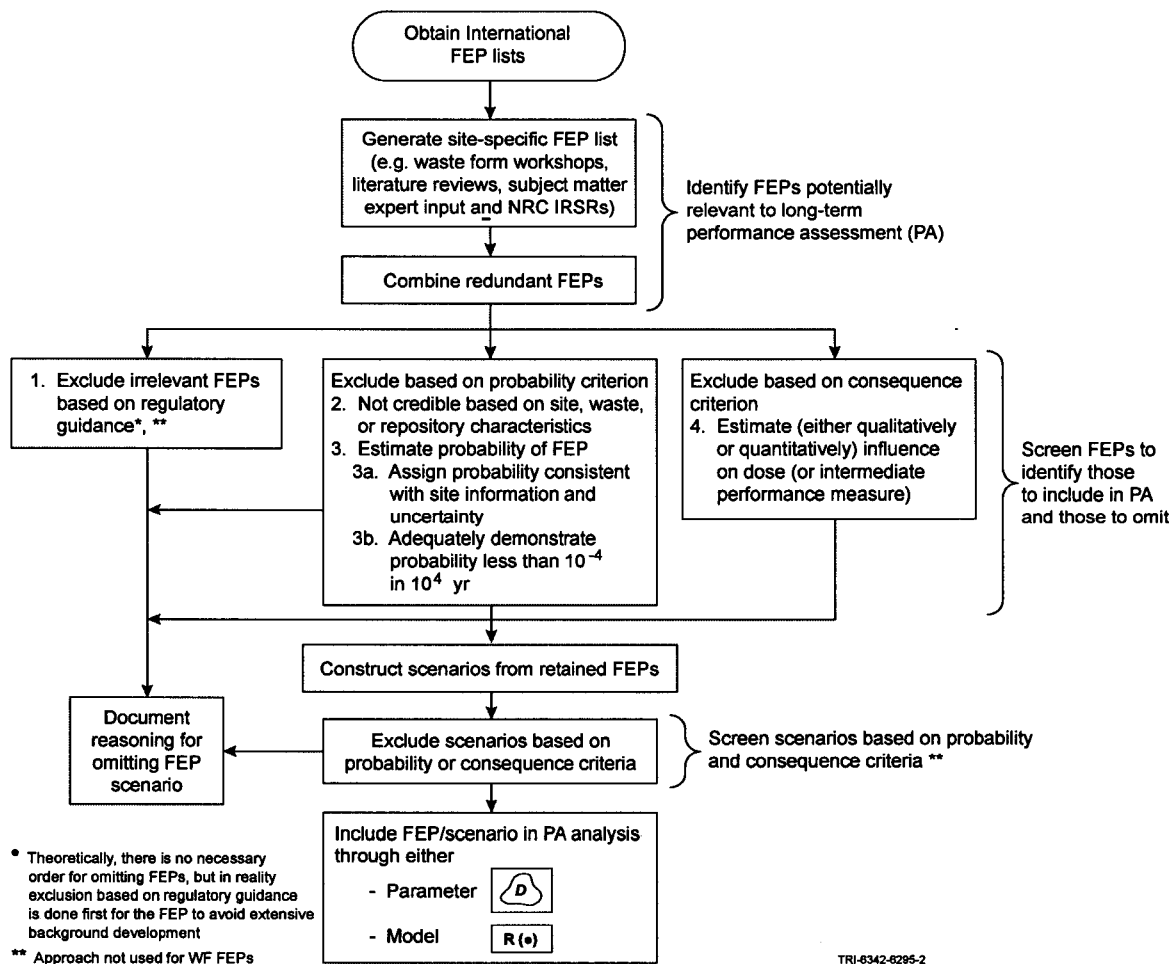 Obtain International
FEP lists
Generate site-specific FEP list
(e.g. waste form workshops,
literature reviews, subject matter
expert input and NRC IRSRs)
Identify FEPs potentially
relevant to long-term
performance assessment (PA)
Combine redundant FEPs
1. Exclude irrelevant FEPs
based on regulatory
guidance*, **
Exclude based on probability criterion
2. Not credible based on site, waste,
or repository characteristics
3. Estimate probability of FEP
3a. Assign probability consistent
with site information and
uncertainty
3b. Adequately demonstrate
probability less than 10⁻⁴
in 10⁴ yr
Exclude based on consequence
criterion
4. Estimate (either qualitatively
or quantitatively) influence
on dose (or intermediate
performance measure)
Screen FEPs to
identify those
to include in PA
and those to omit
Construct scenarios from retained FEPs
Document
reasoning for
omitting FEP
scenario
Exclude scenarios based on
probability or consequence criteria
Screen scenarios based on probability
and consequence criteria **
Include FEP/scenario in PA analysis
through either
- Parameter D
- Model R(•)
* Theoretically, there is no necessary
order for omitting FEPs, but in reality
exclusion based on regulatory guidance
is done first for the FEP to avoid extensive
background development
** Approach not used for WF FEPs
TRI-6342-6295-2